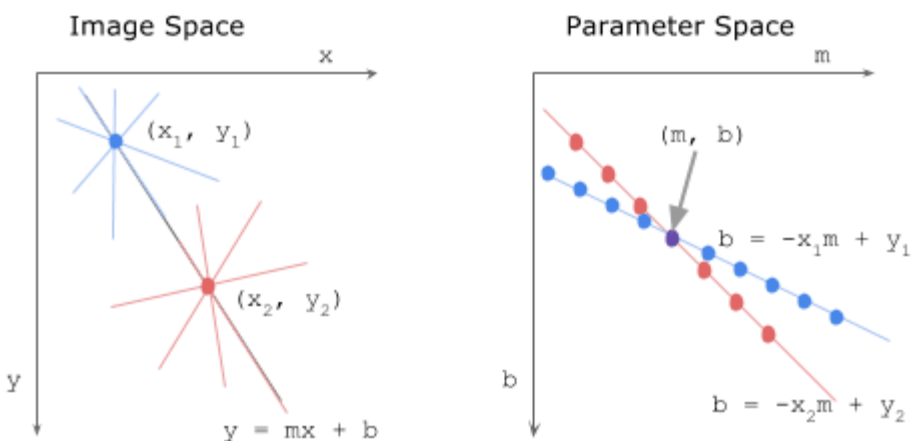 Image Space
x
(x₁, y₁)
(x₂, y₂)
y
y = mx + b
Parameter Space
m
(m, b)
b = -x₁m + y₁
b
b = -x₂m + y₂